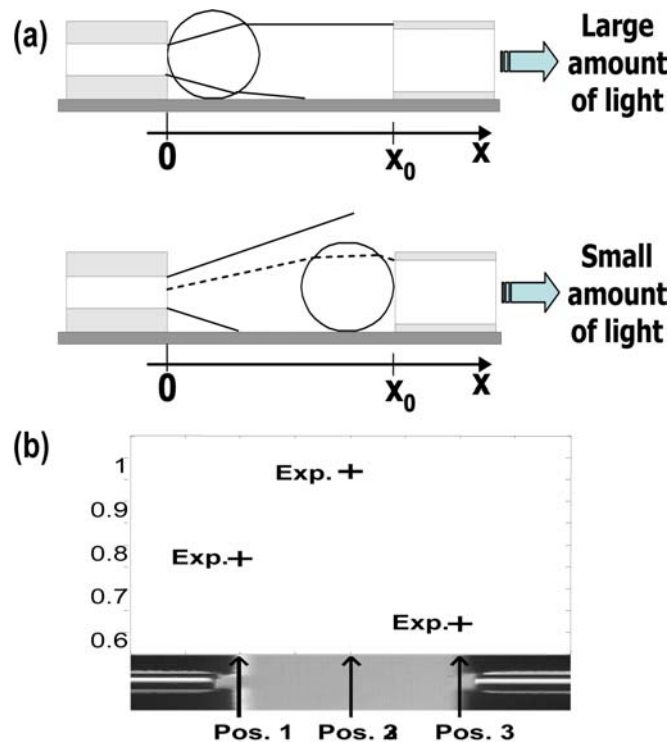 (a)
Large
amount
of light
0
x₀
x
Small
amount
of light
0
x₀
x
(b)
1
Exp.
0.9
0.8
Exp.
0.7
Exp.
0.6
Pos. 1
Pos.
Pos. 3